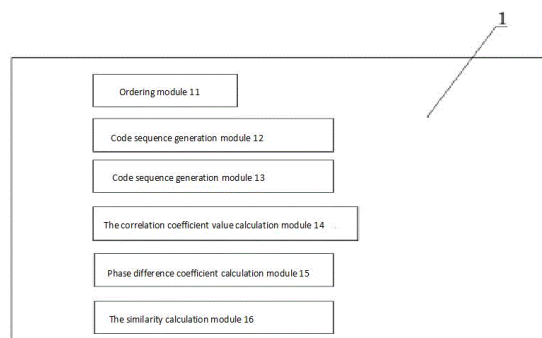 1
Ordering module 11
Code sequence generation module 12
Code sequence generation module 13
The correlation coefficient value calculation module 14
Phase difference coefficient calculation module 15
The similarity calculation module 16